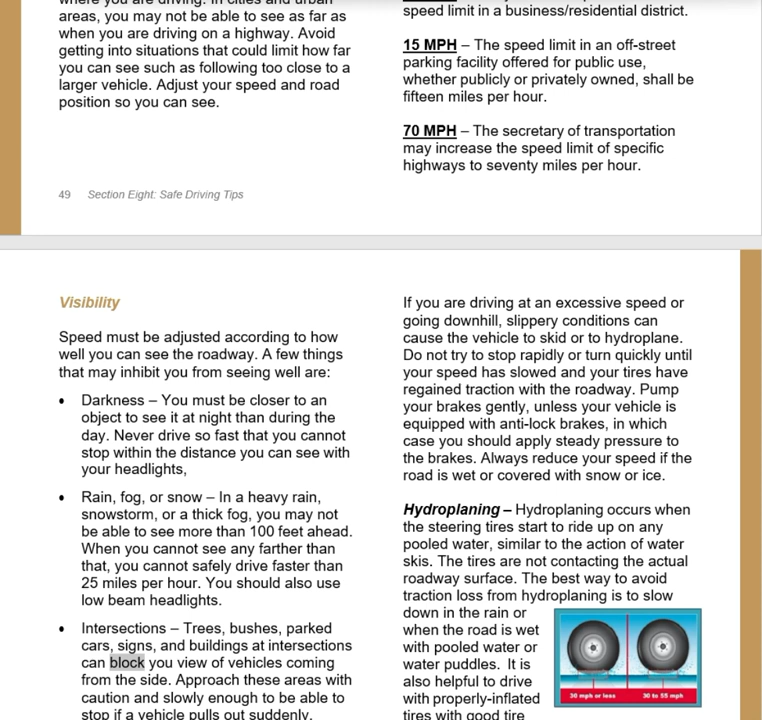 where you are driving. In cities and urban
areas, you may not be able to see as far as
when you are driving on a highway. Avoid
getting into situations that could limit how far
you can see such as following too close to a
larger vehicle. Adjust your speed and road
position so you can see.
49 Section Eight: Safe Driving Tips
speed limit in a business/residential district.
15 MPH – The speed limit in an off-street
parking facility offered for public use,
whether publicly or privately owned, shall be
fifteen miles per hour.
70 MPH – The secretary of transportation
may increase the speed limit of specific
highways to seventy miles per hour.
Visibility
Speed must be adjusted according to how
well you can see the roadway. A few things
that may inhibit you from seeing well are:
• Darkness – You must be closer to an
object to see it at night than during the
day. Never drive so fast that you cannot
stop within the distance you can see with
your headlights,
• Rain, fog, or snow – In a heavy rain,
snowstorm, or a thick fog, you may not
be able to see more than 100 feet ahead.
When you cannot see any farther than
that, you cannot safely drive faster than
25 miles per hour. You should also use
low beam headlights.
• Intersections – Trees, bushes, parked
cars, signs, and buildings at intersections
can block you view of vehicles coming
from the side. Approach these areas with
caution and slowly enough to be able to
stop if a vehicle pulls out suddenly.
If you are driving at an excessive speed or
going downhill, slippery conditions can
cause the vehicle to skid or to hydroplane.
Do not try to stop rapidly or turn quickly until
your speed has slowed and your tires have
regained traction with the roadway. Pump
your brakes gently, unless your vehicle is
equipped with anti-lock brakes, in which
case you should apply steady pressure to
the brakes. Always reduce your speed if the
road is wet or covered with snow or ice.
Hydroplaning – Hydroplaning occurs when
the steering tires start to ride up on any
pooled water, similar to the action of water
skis. The tires are not contacting the actual
roadway surface. The best way to avoid
traction loss from hydroplaning is to slow
down in the rain or
when the road is wet
with pooled water or
water puddles. It is
also helpful to drive
with properly-inflated
tires with good tire
30 mph or less
30 to 55 mph